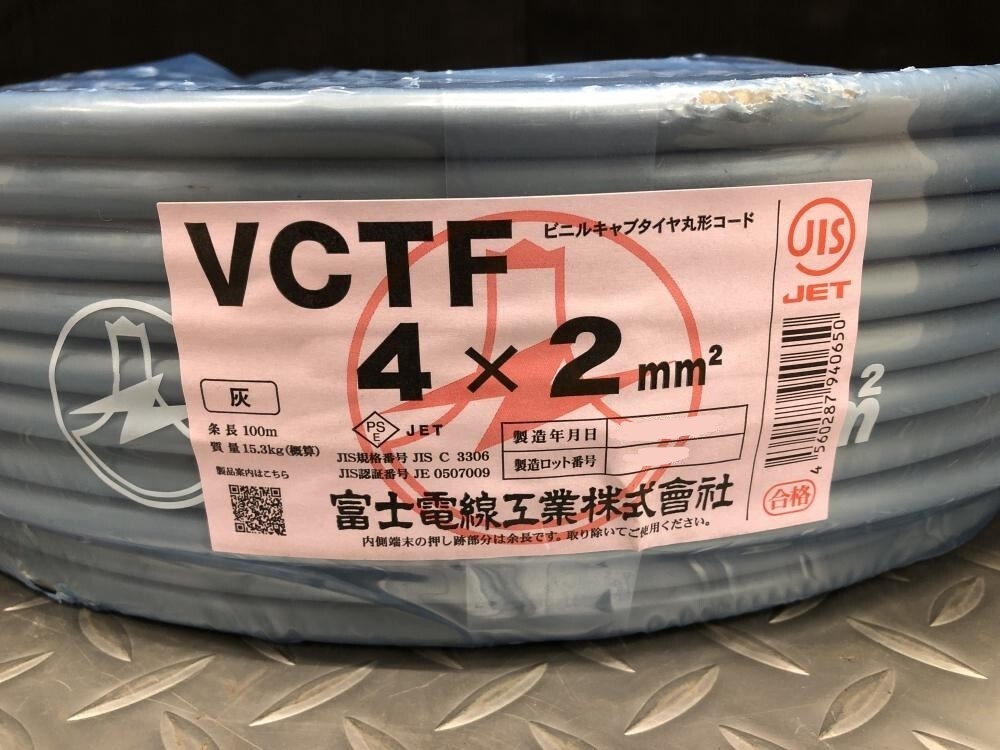 VCTF
ビニルキャブタイヤ丸形コード
4×2mm²
灰
条長 100m
質量 15.3kg(概算)
製品案内はこちら
PS
E
JET
JIS規格番号 JIS C 3306
JIS認証番号 JE 0507009
製造年月日
製造ロット番号
富士電線工業株式會社
内側端末の押し跡部分は余長です。取り除いてご使用ください。
JIS
JET
4 560287 940650
合格
m²